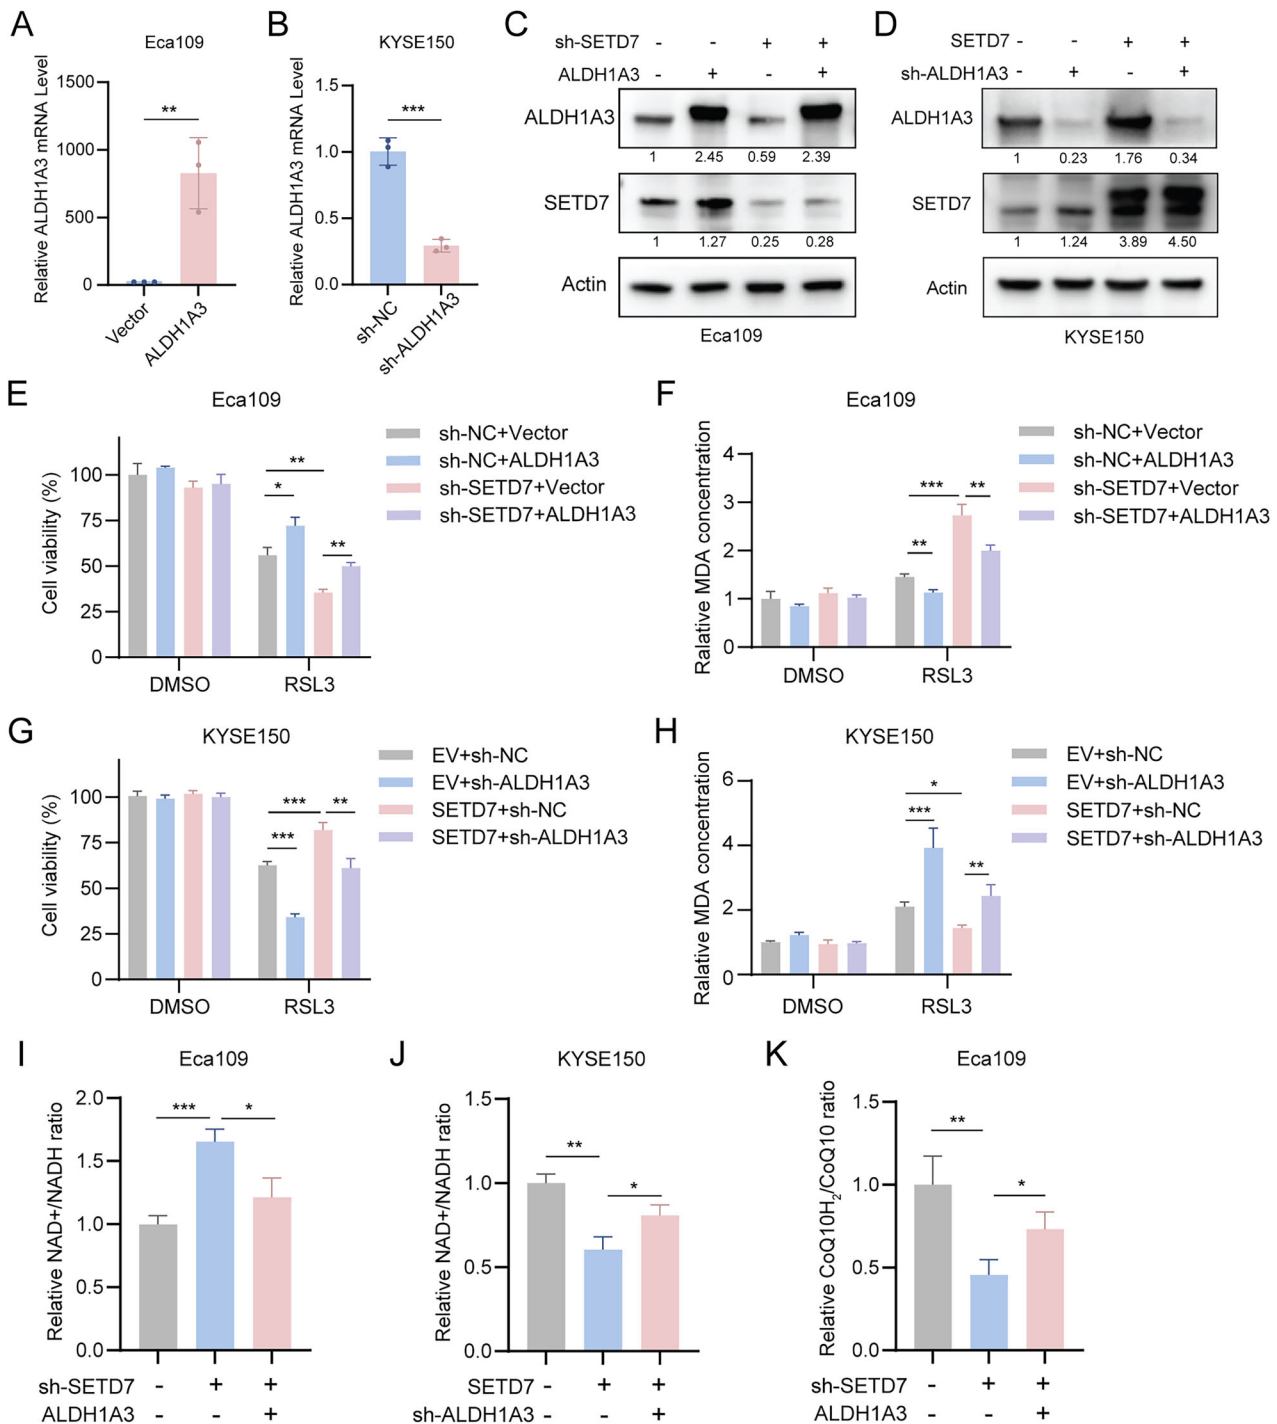 A
Eca109
Relative ALDH1A3 mRNA Level
1500
1000
500
0
**
Vector
ALDH1A3
B
KYSE150
Relative ALDH1A3 mRNA Level
1.5
1.0
0.5
0.0
***
sh-NC
sh-ALDH1A3
C
sh-SETD7 - - + +
ALDH1A3 - + - +
ALDH1A3
1 2.45 0.59 2.39
SETD7
1 1.27 0.25 0.28
Actin
Eca109
D
SETD7 - - + +
sh-ALDH1A3 - + - +
ALDH1A3
1 0.23 1.76 0.34
SETD7
1 1.24 3.89 4.50
Actin
KYSE150
E
Eca109
Cell viability (%)
100
75
50
25
0
**
*
**
DMSO RSL3
sh-NC+Vector
sh-NC+ALDH1A3
sh-SETD7+Vector
sh-SETD7+ALDH1A3
F
Eca109
Ralative MDA concentration
4
3
2
1
0
*** **
**
DMSO RSL3
sh-NC+Vector
sh-NC+ALDH1A3
sh-SETD7+Vector
sh-SETD7+ALDH1A3
G
KYSE150
Cell viability (%)
100
75
50
25
0
*** **
***
DMSO RSL3
EV+sh-NC
EV+sh-ALDH1A3
SETD7+sh-NC
SETD7+sh-ALDH1A3
H
KYSE150
Ralative MDA concentration
6
4
2
0
*
***
**
DMSO RSL3
EV+sh-NC
EV+sh-ALDH1A3
SETD7+sh-NC
SETD7+sh-ALDH1A3
I
Eca109
Relative NAD+/NADH ratio
2.0
1.5
1.0
0.5
0.0
*** *
sh-SETD7 - + +
ALDH1A3 - - +
J
KYSE150
Relative NAD+/NADH ratio
1.5
1.0
0.5
0.0
**
*
SETD7 - + +
sh-ALDH1A3 - - +
K
Eca109
Relative CoQ10H2/CoQ10 ratio
1.5
1.0
0.5
0.0
**
*
sh-SETD7 - + +
ALDH1A3 - - +